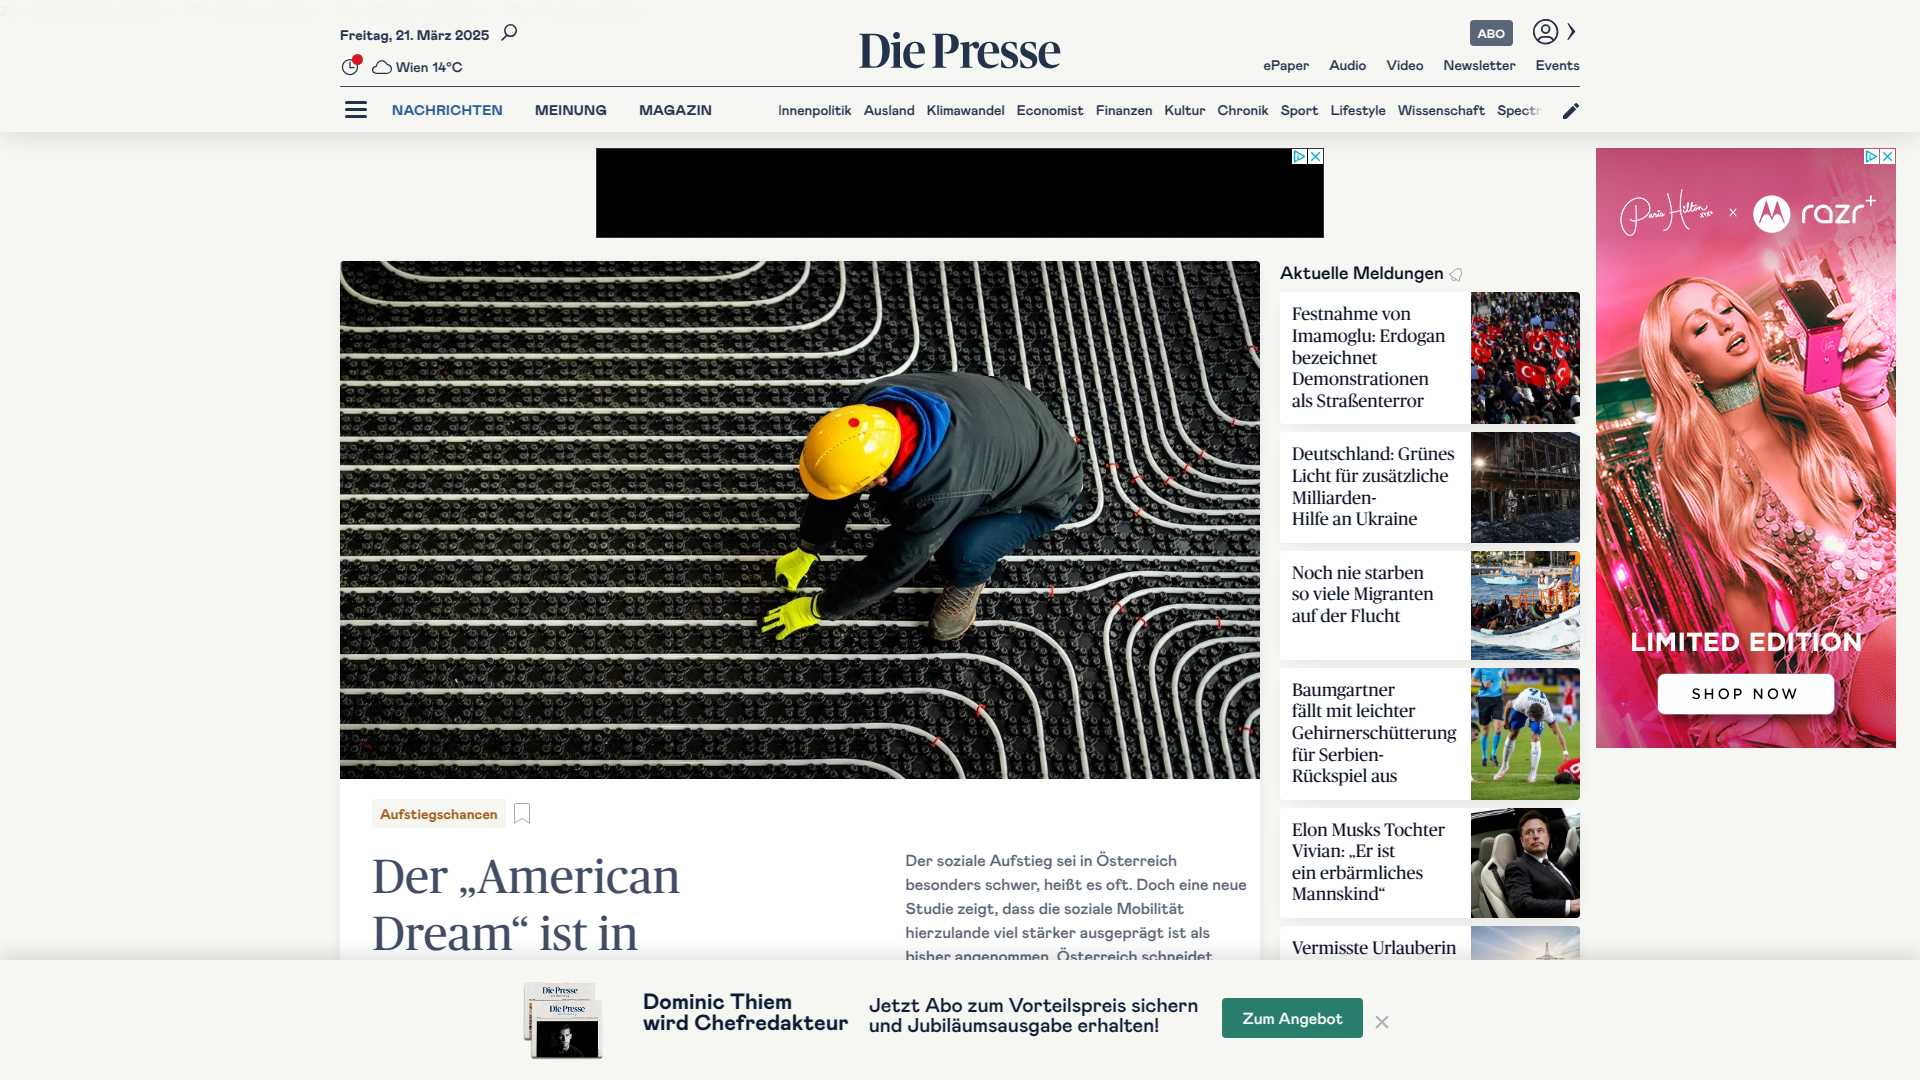 Freitag, 21. März 2025
Wien 14°C
Die Presse
ABO
ePaper Audio Video Newsletter Events
NACHRICHTEN MEINUNG MAGAZIN
Innenpolitik Ausland Klimawandel Economist Finanzen Kultur Chronik Sport Lifestyle Wissenschaft Spectr
Paris Hilton x razr+
LIMITED EDITION
SHOP NOW
Aufstiegschancen
Der „American
Dream“ ist in
Der soziale Aufstieg sei in Österreich
besonders schwer, heißt es oft. Doch eine neue
Studie zeigt, dass die soziale Mobilität
hierzulande viel stärker ausgeprägt ist als
bisher angenommen. Österreich schneidet
Aktuelle Meldungen
Festnahme von
Imamoglu: Erdogan
bezeichnet
Demonstrationen
als Straßenterror
Deutschland: Grünes
Licht für zusätzliche
Milliarden-
Hilfe an Ukraine
Noch nie starben
so viele Migranten
auf der Flucht
Baumgartner
fällt mit leichter
Gehirnerschütterung
für Serbien-
Rückspiel aus
Elon Musks Tochter
Vivian: „Er ist
ein erbärmliches
Mannskind“
Vermisste Urlauberin
Die Presse
Die Presse
Dominic Thiem
wird Chefredakteur
Jetzt Abo zum Vorteilspreis sichern
und Jubiläumsausgabe erhalten!
Zum Angebot